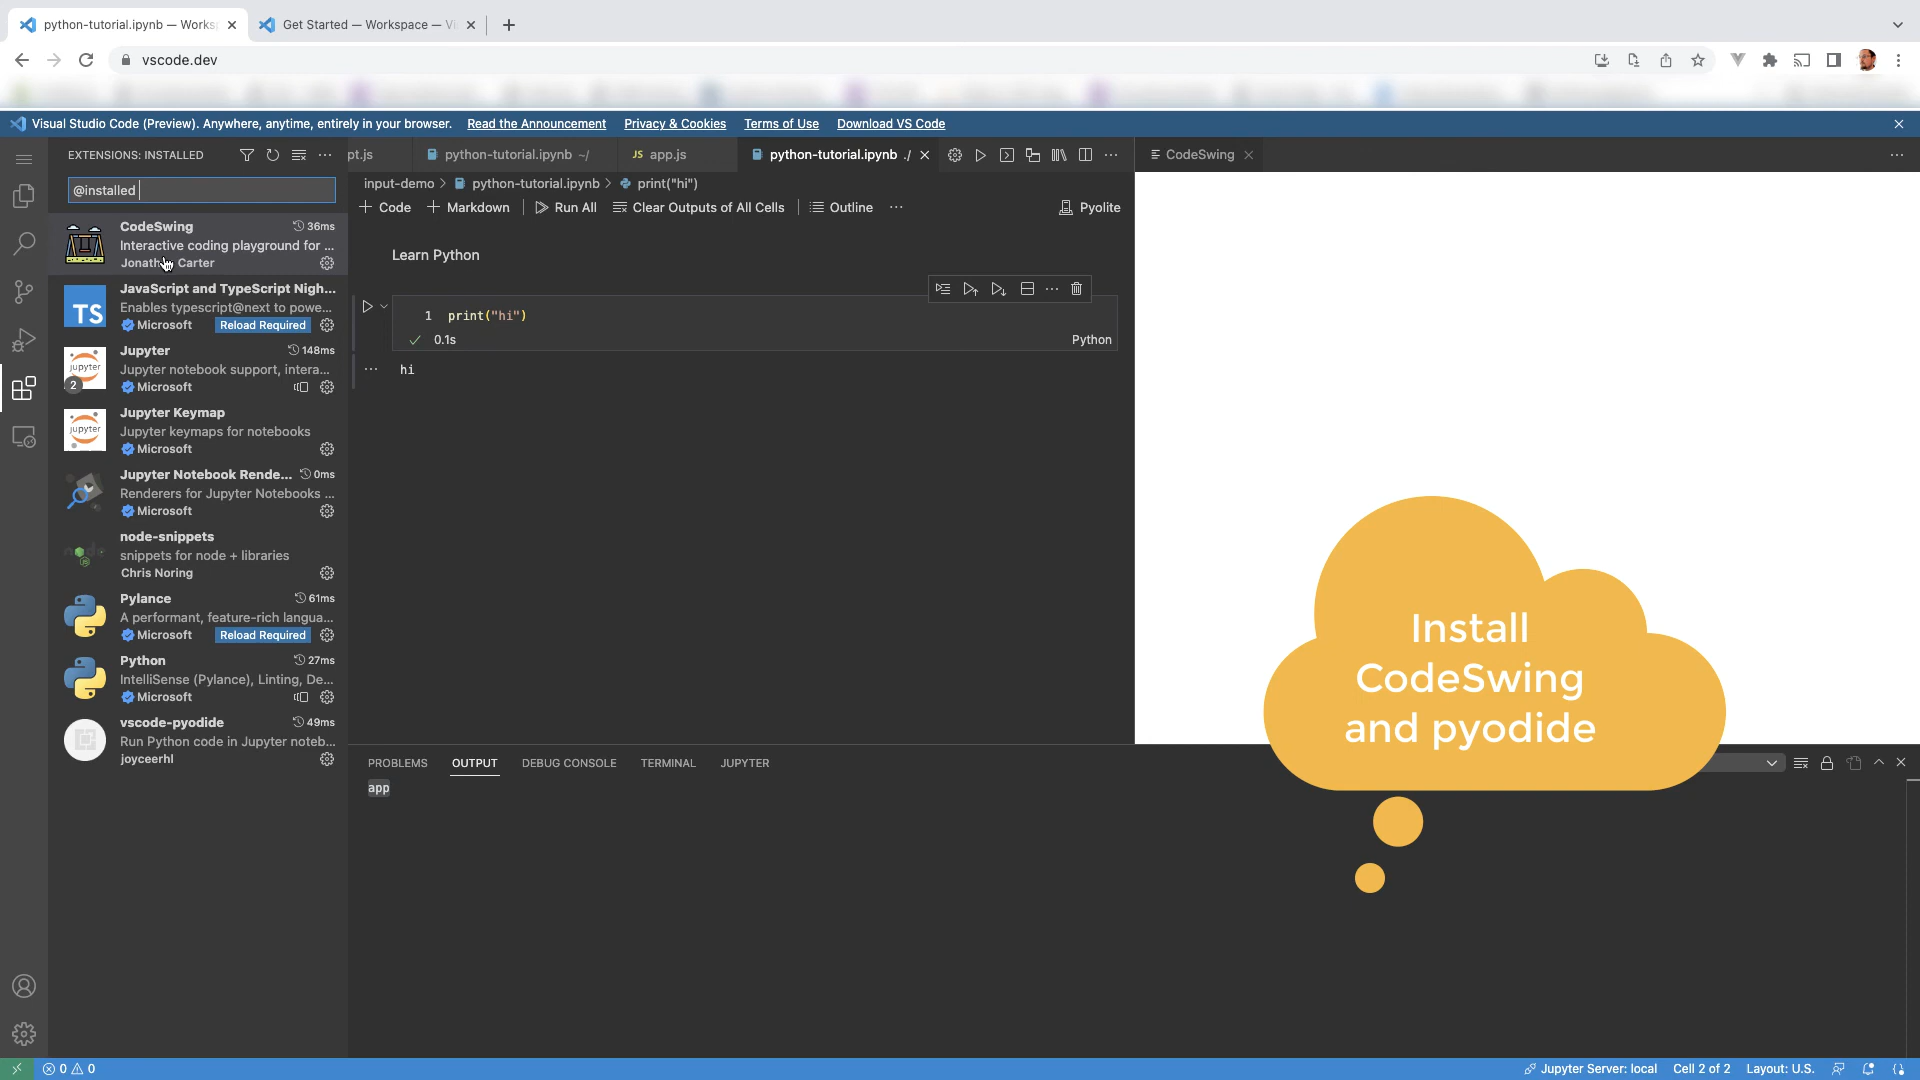 python-tutorial.ipynb — Works
Get Started — Workspace — Vi
vscode.dev
Visual Studio Code (Preview). Anywhere, anytime, entirely in your browser. Read the Announcement Privacy & Cookies Terms of Use Download VS Code
EXTENSIONS: INSTALLED
@installed
CodeSwing 36ms
Interactive coding playground for ...
Jonath Carter
JavaScript and TypeScript Nigh...
Enables typescript@next to powe...
Microsoft Reload Required
Jupyter 148ms
Jupyter notebook support, intera...
Microsoft
2
Jupyter Keymap
Jupyter keymaps for notebooks
Microsoft
Jupyter Notebook Rende... 0ms
Renderers for Jupyter Notebooks ...
Microsoft
node-snippets
snippets for node + libraries
Chris Noring
Pylance 61ms
A performant, feature-rich langua...
Microsoft Reload Required
Python 27ms
IntelliSense (Pylance), Linting, De...
Microsoft
vscode-pyodide 49ms
Run Python code in Jupyter noteb...
joyceerhl
TS
jupyter
jupyter
pt.js python-tutorial.ipynb ~/ JS app.js python-tutorial.ipynb ./
CodeSwing
input-demo > python-tutorial.ipynb > print("hi")
+ Code + Markdown Run All Clear Outputs of All Cells Outline ... Pyolite
Learn Python
1 print("hi")
0.1s Python
hi
Install
CodeSwing
and pyodide
PROBLEMS OUTPUT DEBUG CONSOLE TERMINAL JUPYTER
app
0 0
Jupyter Server: local Cell 2 of 2 Layout: U.S.